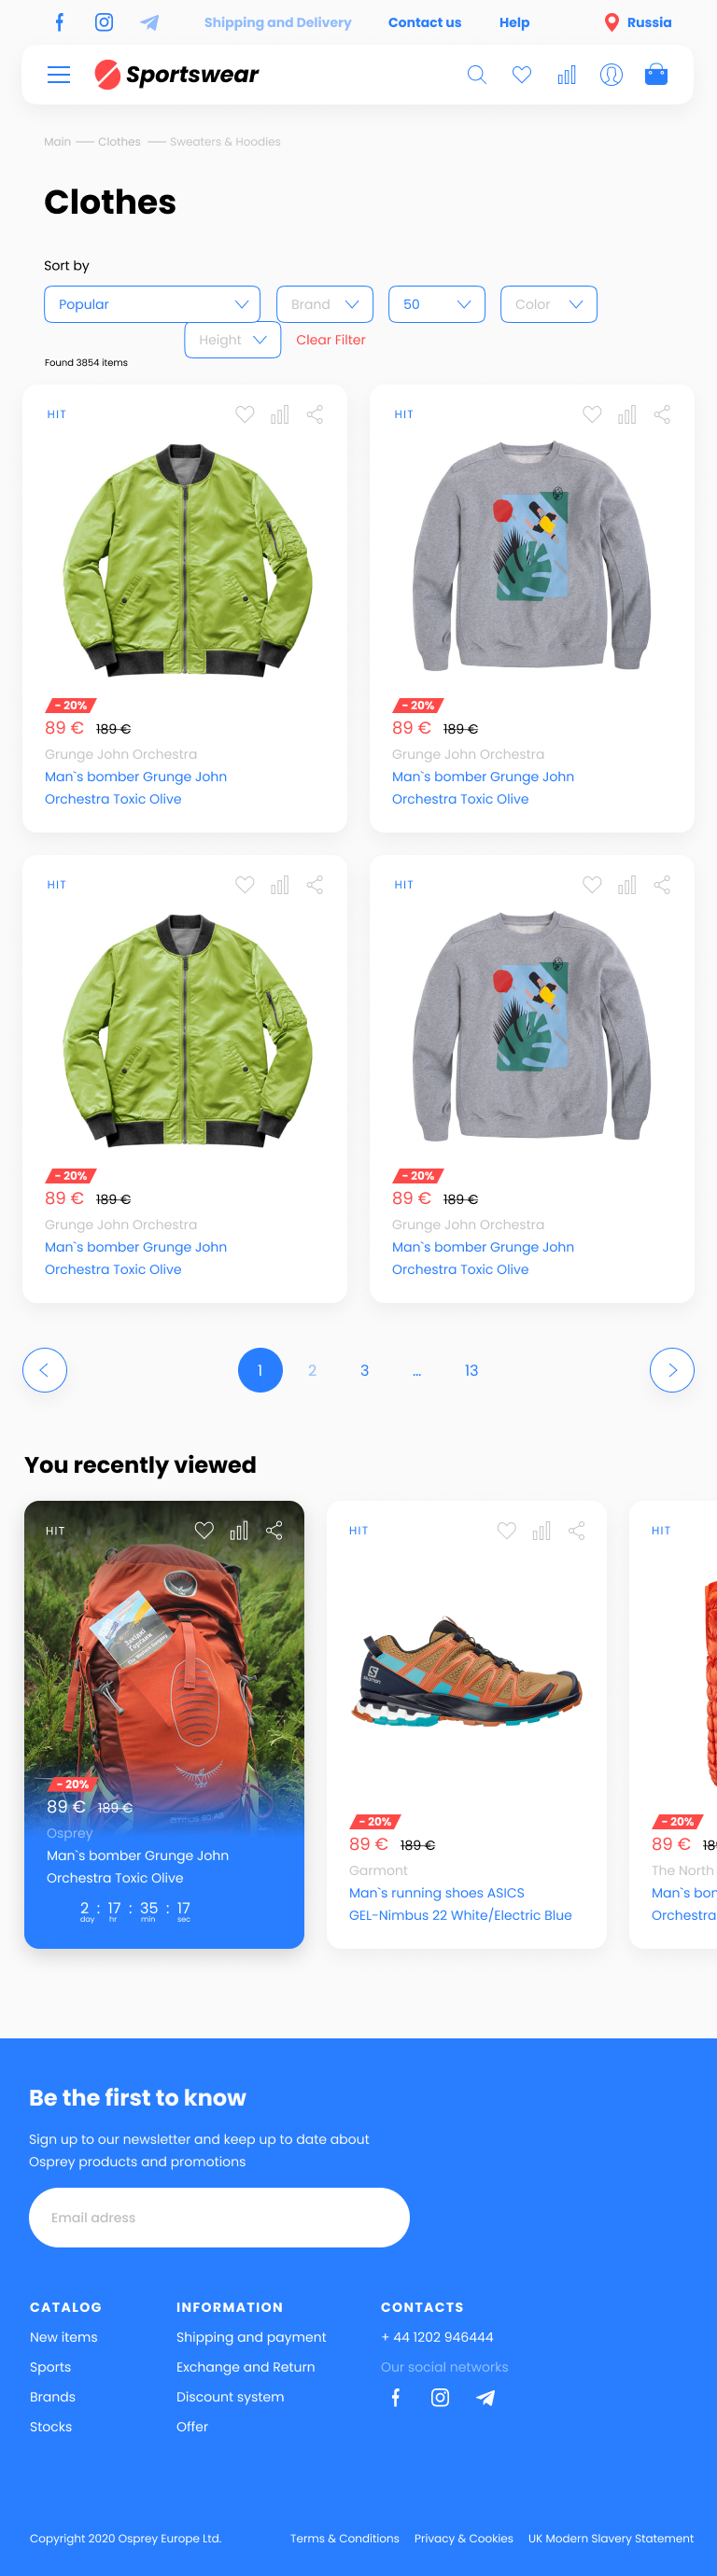 Shipping and Delivery Contact us Help Russia
Sportswear
Main Clothes Sweaters & Hoodies
Clothes
Sort by
Popular Brand 50 Color
Height Clear Filter
Found 3854 items
HIT
- 20%
89 € 189 €
Grunge John Orchestra
Man`s bomber Grunge John
Orchestra Toxic Olive
HIT
- 20%
89 € 189 €
Grunge John Orchestra
Man`s bomber Grunge John
Orchestra Toxic Olive
HIT
- 20%
89 € 189 €
Grunge John Orchestra
Man`s bomber Grunge John
Orchestra Toxic Olive
HIT
- 20%
89 € 189 €
Grunge John Orchestra
Man`s bomber Grunge John
Orchestra Toxic Olive
1 2 3 ... 13
You recently viewed
HIT
- 20%
89 € 189 €
Osprey
Man`s bomber Grunge John
Orchestra Toxic Olive
2 : 17 : 35 : 17
day hr min sec
HIT
salomon
- 20%
89 € 189 €
Garmont
Man`s running shoes ASICS
GEL-Nimbus 22 White/Electric Blue
HIT
- 20%
89 € 18
The North
Man`s bom
Orchestra
Be the first to know
Sign up to our newsletter and keep up to date about
Osprey products and promotions
Email adress
CATALOG
New items
Sports
Brands
Stocks
INFORMATION
Shipping and payment
Exchange and Return
Discount system
Offer
CONTACTS
+ 44 1202 946444
Our social networks
Copyright 2020 Osprey Europe Ltd. Terms & Conditions Privacy & Cookies UK Modern Slavery Statement